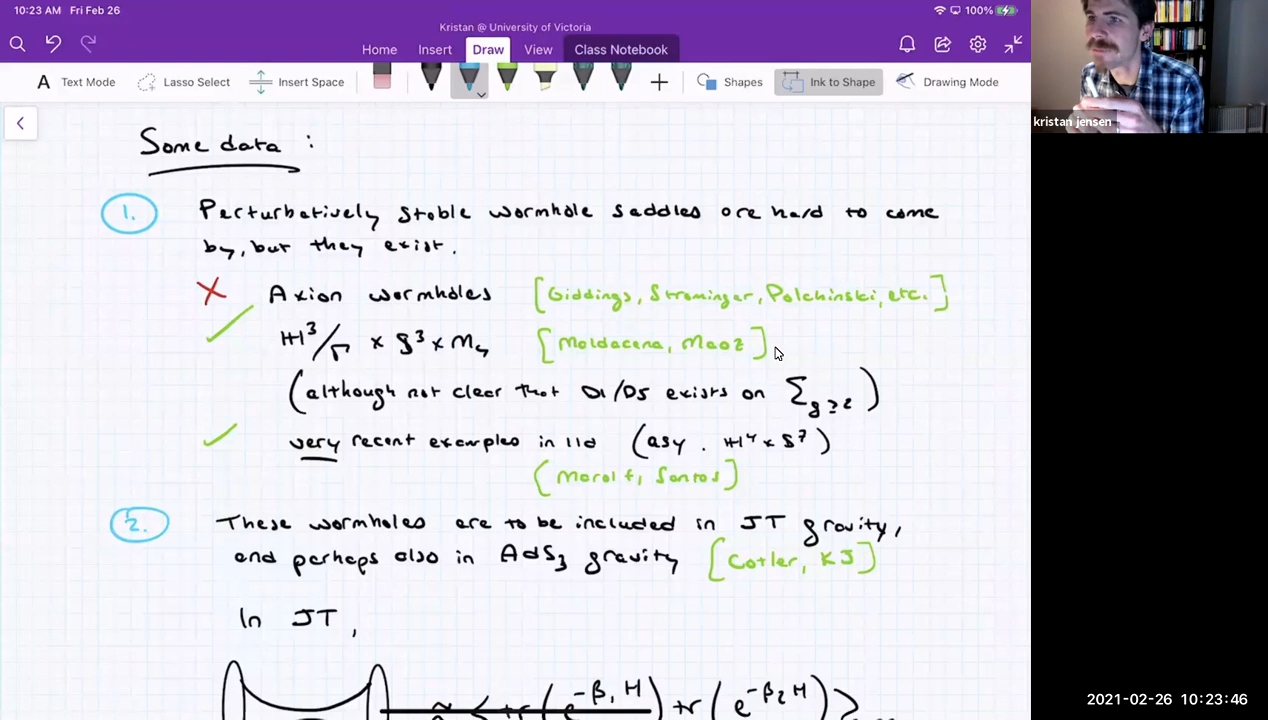 10:23 AM Fri Feb 26
100%
Kristan @ University of Victoria
Home Insert Draw View Class Notebook
A Text Mode Lasso Select Insert Space Shapes Ink to Shape Drawing Mode
kristan jensen
Some data :
1. Perturbatively stable wormhole saddles are hard to come
by, but they exist.
X Axion wormholes [Giddings, Strominger, Polchinski, etc.]
✓ H³/Γ × S³ × M₄ [Maldacena, Maoz]
(although not clear that D1/D5 exists on Σ_{g≥2})
✓ very recent examples in 11d (asy. H⁴ × S⁷)
[Marolf, Santos]
2. These wormholes are to be included in JT gravity,
and perhaps also in AdS₃ gravity [Cotler, KJ]
In JT,
≈ < tr(e^{-β₁H}) tr(e^{-β₂H}) >
2021-02-26 10:23:46